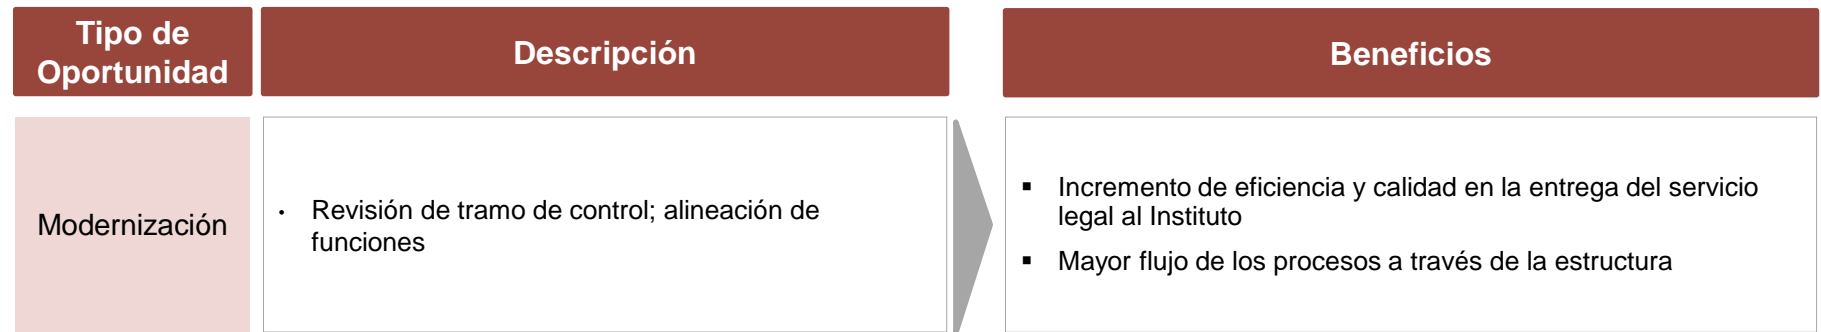 Tipo de
Oportunidad
Descripción
Beneficios
Modernización
• Revisión de tramo de control; alineación de
funciones
▪ Incremento de eficiencia y calidad en la entrega del servicio
legal al Instituto
▪ Mayor flujo de los procesos a través de la estructura